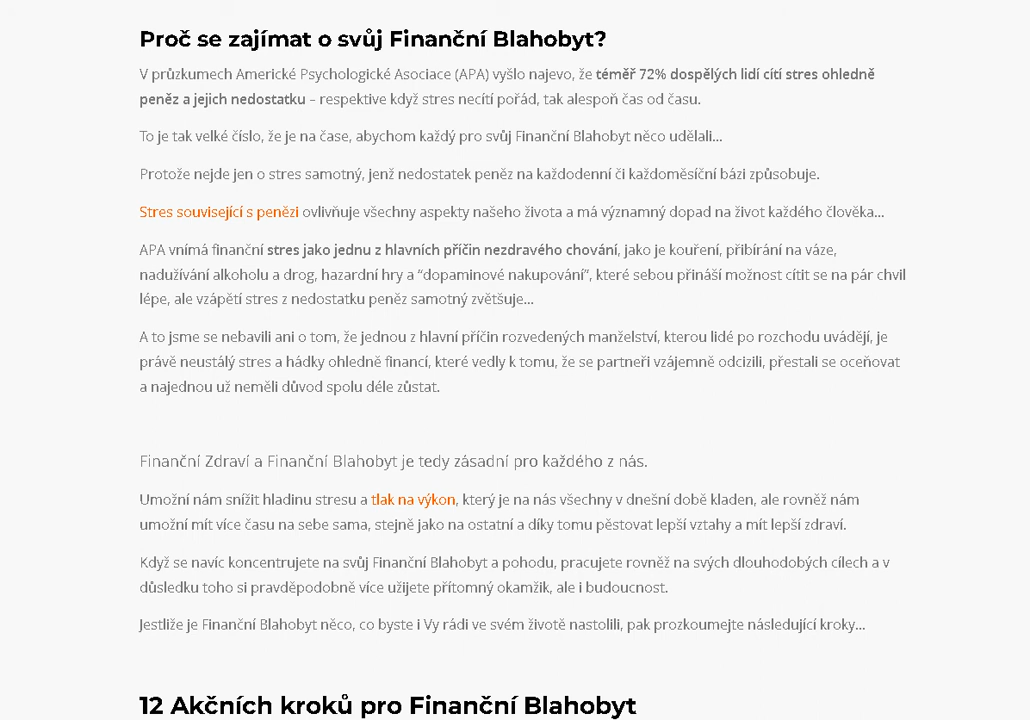 Proč se zajímat o svůj Finanční Blahobyt?
V průzkumech Americké Psychologické Asociace (APA) vyšlo najevo, že téměř 72% dospělých lidí cítí stres ohledně
peněz a jejich nedostatku – respektive když stres necítí pořád, tak alespoň čas od času.
To je tak velké číslo, že je na čase, abychom každý pro svůj Finanční Blahobyt něco udělali…
Protože nejde jen o stres samotný, jenž nedostatek peněz na každodenní či každoměsíční bázi způsobuje.
Stres související s penězi ovlivňuje všechny aspekty našeho života a má významný dopad na život každého člověka…
APA vnímá finanční stres jako jednu z hlavních příčin nezdravého chování, jako je kouření, přibírání na váze,
nadužívání alkoholu a drog, hazardní hry a “dopaminové nakupování”, které sebou přináší možnost cítit se na pár chvil
lépe, ale vzápětí stres z nedostatku peněz samotný zvětšuje…
A to jsme se nebavili ani o tom, že jednou z hlavní příčin rozvedených manželství, kterou lidé po rozchodu uvádějí, je
právě neustálý stres a hádky ohledně financí, které vedly k tomu, že se partneři vzájemně odcizili, přestali se oceňovat
a najednou už neměli důvod spolu déle zůstat.
Finanční Zdraví a Finanční Blahobyt je tedy zásadní pro každého z nás.
Umožní nám snížit hladinu stresu a tlak na výkon, který je na nás všechny v dnešní době kladen, ale rovněž nám
umožní mít více času na sebe sama, stejně jako na ostatní a díky tomu pěstovat lepší vztahy a mít lepší zdraví.
Když se navíc koncentrujete na svůj Finanční Blahobyt a pohodu, pracujete rovněž na svých dlouhodobých cílech a v
důsledku toho si pravděpodobně více užijete přítomný okamžik, ale i budoucnost.
Jestliže je Finanční Blahobyt něco, co byste i Vy rádi ve svém životě nastolili, pak prozkoumejte následující kroky…
12 Akčních kroků pro Finanční Blahobyt